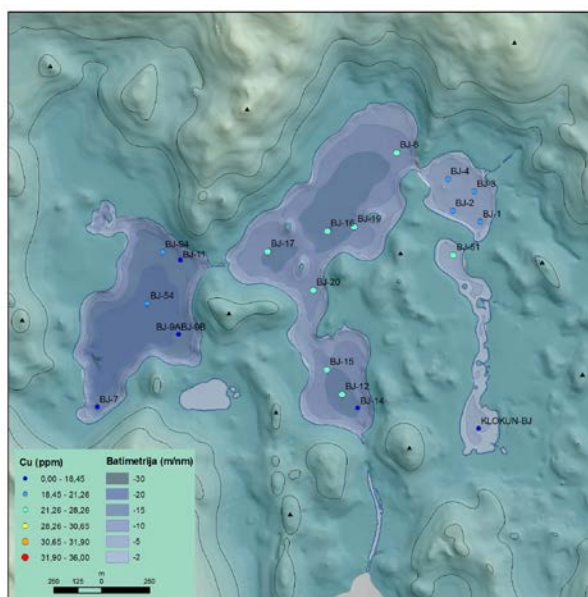 BJ-6
BJ-4
BJ-3
BJ-2
BJ-1
BJ-19
BJ-16
BJ-54
BJ-11
BJ-17
BJ-51
BJ-20
BJ-54
BJ-9ABJ-9B
BJ-15
BJ-12
BJ-14
BJ-7
KLOKUN-BJ
Cu (ppm)
0,00 - 18,45
18,45 - 21,26
21,26 - 28,26
28,26 - 30,65
30,65 - 31,90
31,90 - 36,00
Batimetrija (m/nm)
-30
-20
-15
-10
-5
-2
m
250 125 0 250